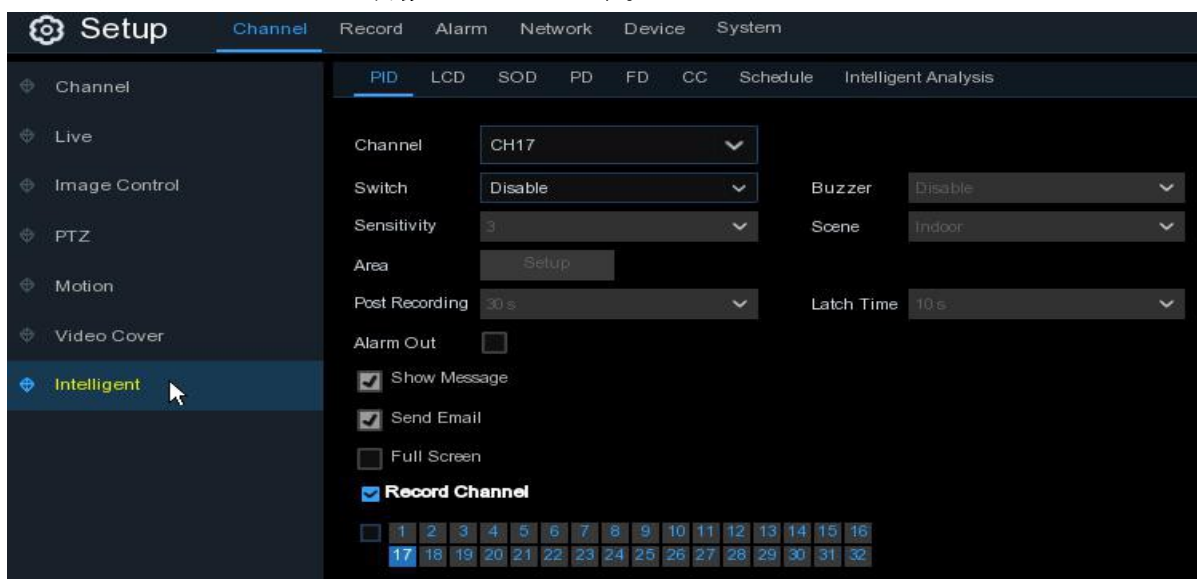 Setup Channel Record Alarm Network Device System
Channel
Live
Image Control
PTZ
Motion
Video Cover
Intelligent
PID LCD SOD PD FD CC Schedule Intelligent Analysis
Channel CH17
Switch Disable Buzzer Disable
Sensitivity 3 Scene Indoor
Area Setup
Post Recording 30 s Latch Time 10 s
Alarm Out
Show Message
Send Email
Full Screen
Record Channel
1 2 3 4 5 6 7 8 9 10 11 12 13 14 15 16
17 18 19 20 21 22 23 24 25 26 27 28 29 30 31 32